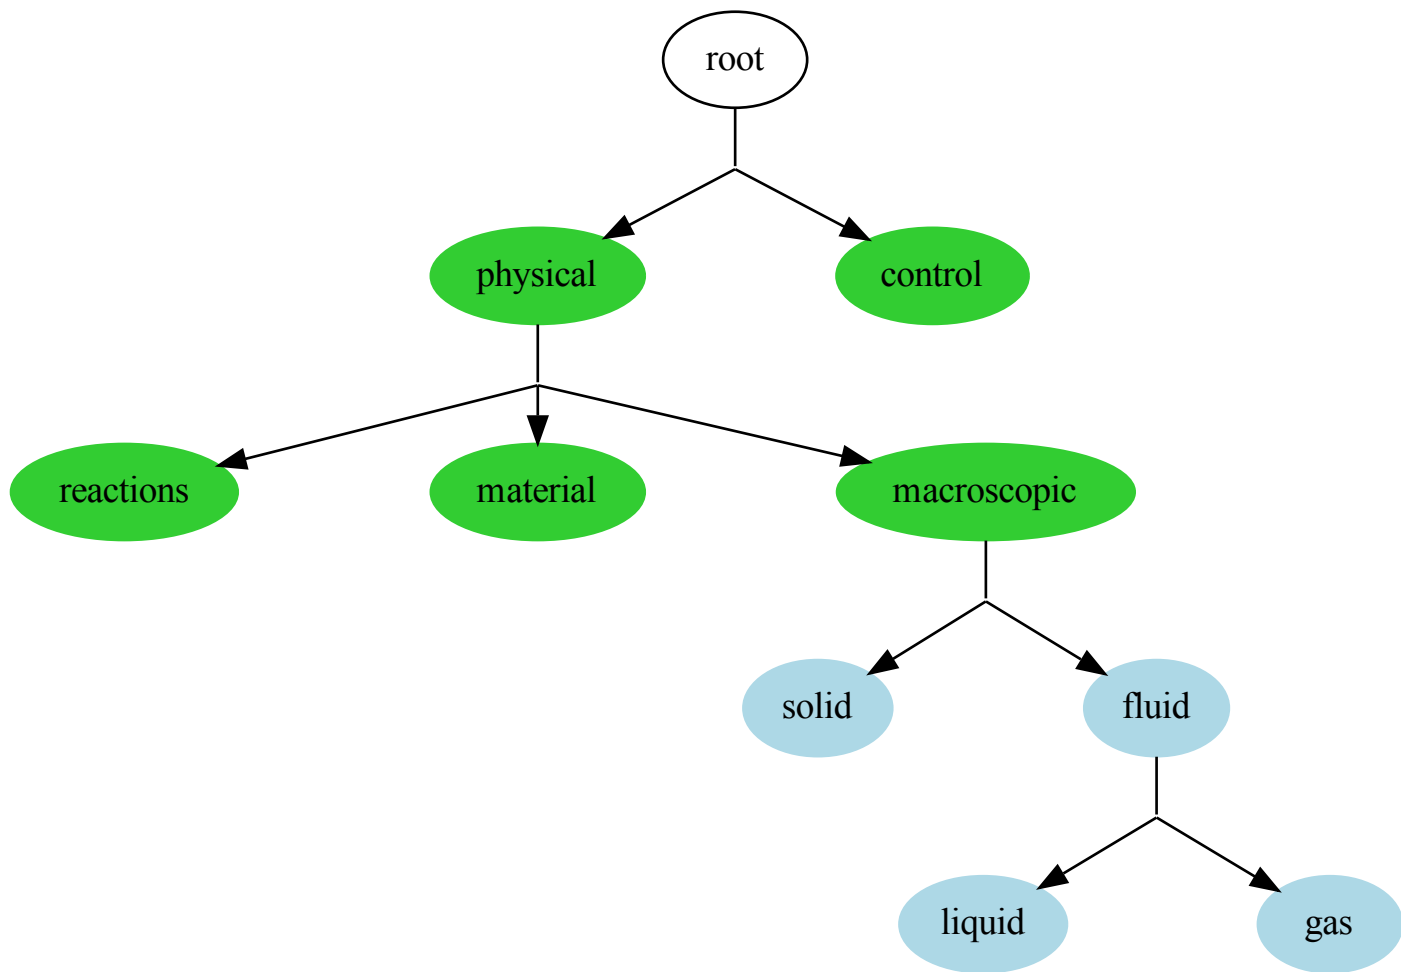 root
physical
control
reactions
material
macroscopic
solid
fluid
liquid
gas